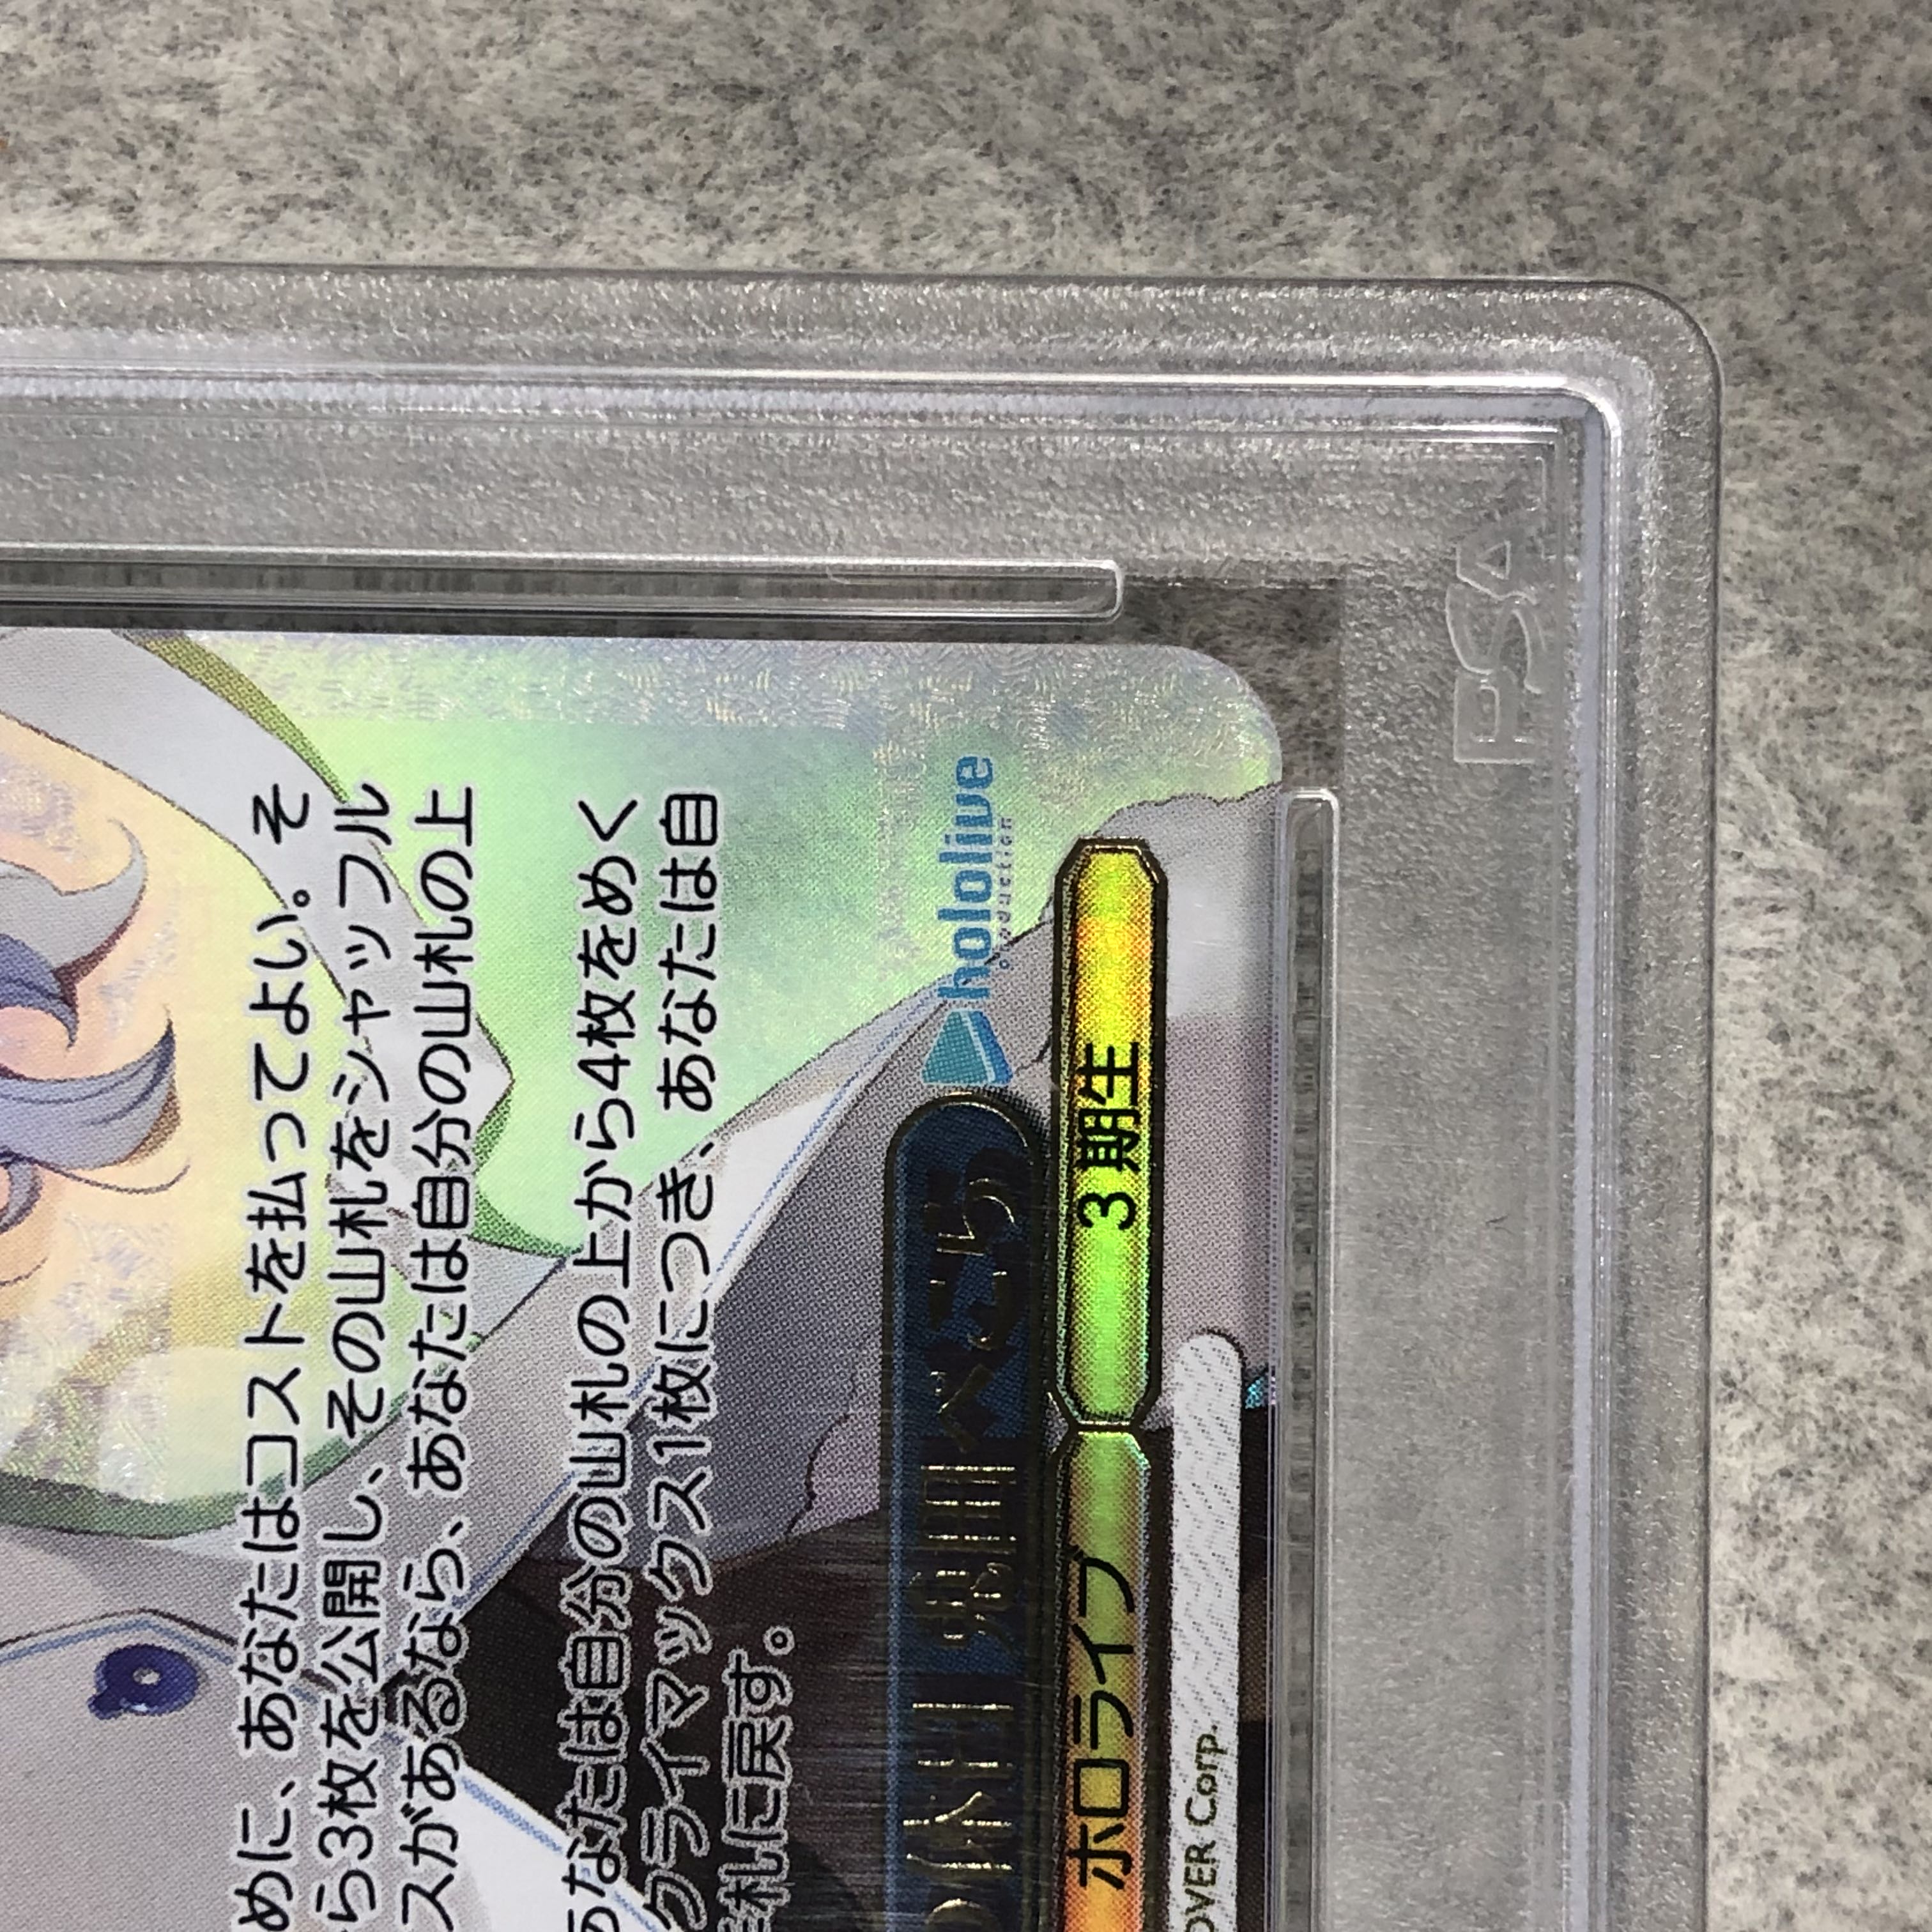 めに、あなたはコストを払ってよい。そ
ら3枚を公開し、その山札をシャッフル
スがあるなら、あなたは自分の山札の上
あなたは自分の山札の上から4枚をめく
クライマックス1枚につき、あなたは自
札に戻す。
hololive
production
兎田ぺこら
ホロライブ
3期生
OVER Corp.
PSA